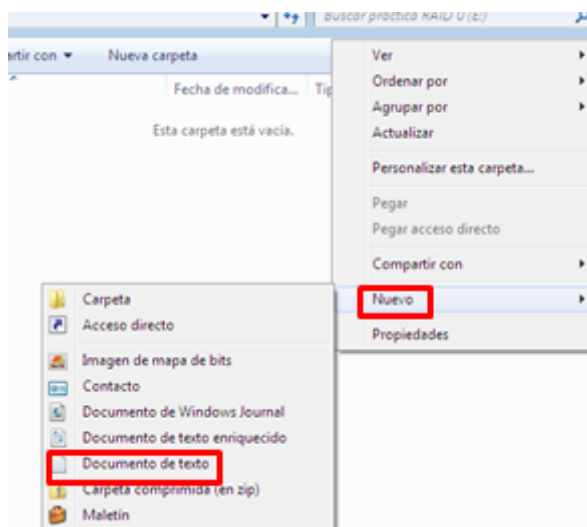 Buscar práctica RAID 0 (E:)
artir con
Nueva carpeta
Fecha de modifica...
Tip
Esta carpeta está vacía.
Ver
Ordenar por
Agrupar por
Actualizar
Personalizar esta carpeta...
Pegar
Pegar acceso directo
Compartir con
Nuevo
Propiedades
Carpeta
Acceso directo
Imagen de mapa de bits
Contacto
Documento de Windows Journal
Documento de texto enriquecido
Documento de texto
Carpeta comprimida (en zip)
Maletín